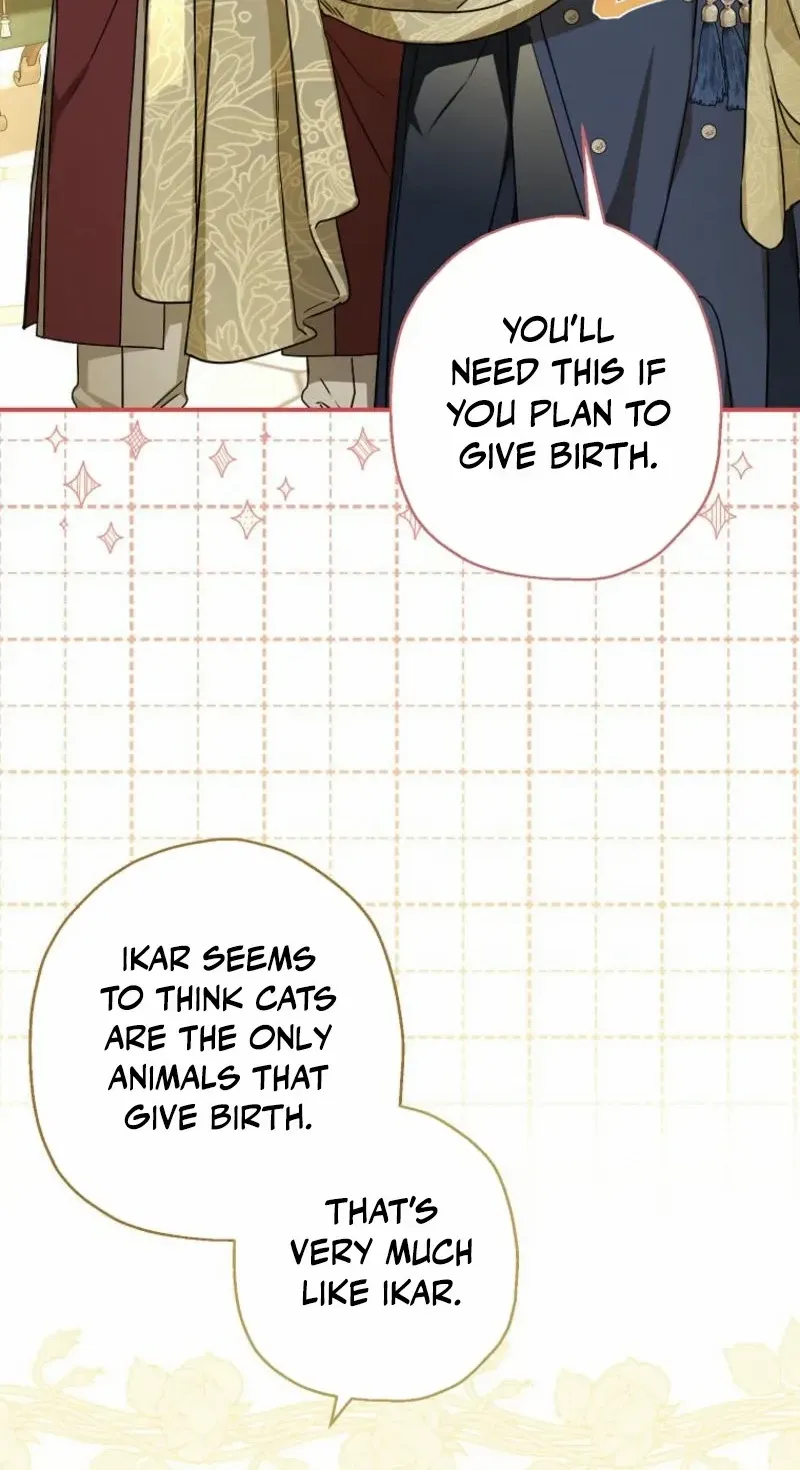 YOU'LL
NEED THIS IF
YOU PLAN TO
GIVE BIRTH.
IKAR SEEMS
TO THINK CATS
ARE THE ONLY
ANIMALS THAT
GIVE BIRTH.
THAT'S
VERY MUCH
LIKE IKAR.